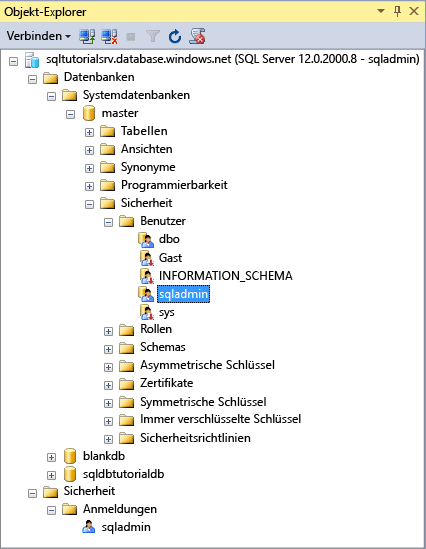 Objekt-Explorer
Verbinden
sqltutorialsrv.database.windows.net (SQL Server 12.0.2000.8 - sqladmin)
Datenbanken
Systemdatenbanken
master
Tabellen
Ansichten
Synonyme
Programmierbarkeit
Sicherheit
Benutzer
dbo
Gast
INFORMATION_SCHEMA
sqladmin
sys
Rollen
Schemas
Asymmetrische Schlüssel
Zertifikate
Symmetrische Schlüssel
Immer verschlüsselte Schlüssel
Sicherheitsrichtlinien
blankdb
sqldbtutorialdb
Sicherheit
Anmeldungen
sqladmin